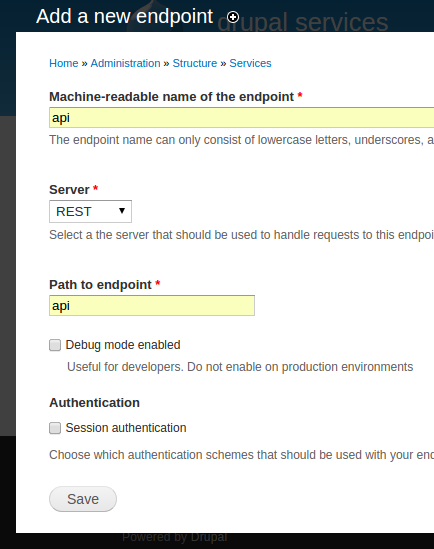 Add a new endpoint
drupal services
Home » Administration » Structure » Services
Machine-readable name of the endpoint *
api
The endpoint name can only consist of lowercase letters, underscores, a
Server *
REST
Select a the server that should be used to handle requests to this endpoi
Path to endpoint *
api
Debug mode enabled
Useful for developers. Do not enable on production environments
Authentication
Session authentication
Choose which authentication schemes that should be used with your end
Save
Powered by Drupal